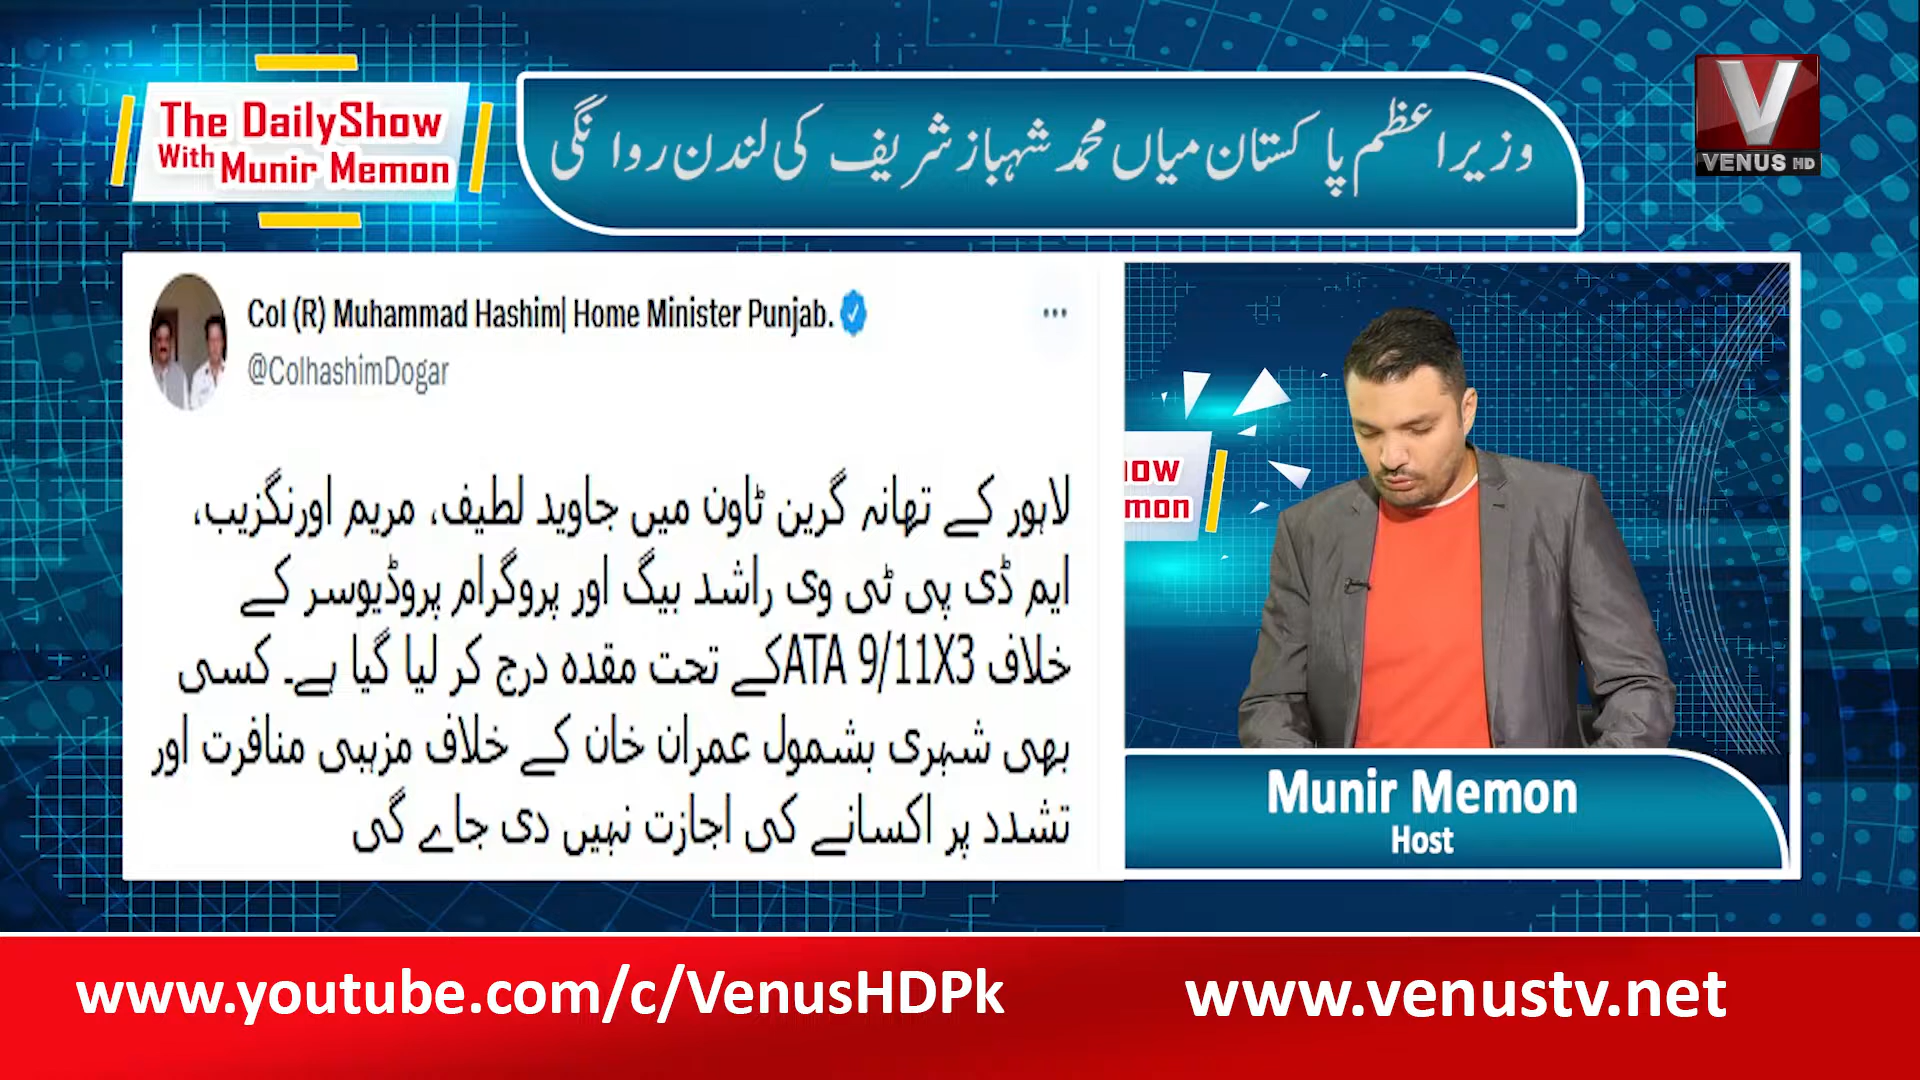 The DailyShow
With Munir Memon
وزیراعظم پاکستان میاں محمد شہباز شریف کی لندن روانگی
V
VENUS HD
Col (R) Muhammad Hashim| Home Minister Punjab.
@ColhashimDogar
لاہور کے تھانہ گرین ٹاون میں جاوید لطیف، مریم اورنگزیب،
ایم ڈی پی ٹی وی راشد بیگ اور پروگرام پروڈیوسر کے
خلاف ATA 9/11X3کے تحت مقدہ درج کر لیا گیا ہے۔ کسی
بھی شہری بشمول عمران خان کے خلاف مزہبی منافرت اور
تشدد پر اکسانے کی اجازت نہیں دی جاے گی
how
mon
Munir Memon
Host
www.youtube.com/c/VenusHDPk
www.venustv.net